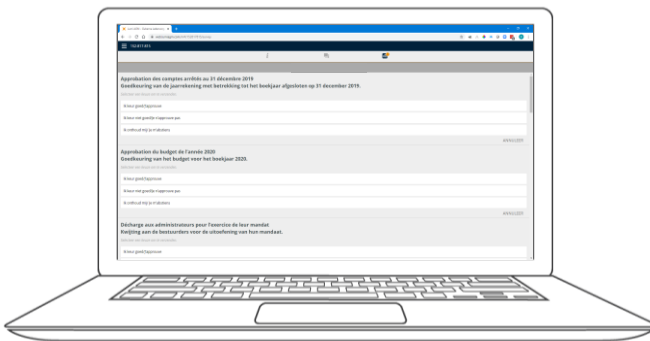 Approbation des comptes arrêtés au 31 décembre 2019
Goedkeuring van de jaarrekening met betrekking tot het boekjaar afgesloten op 31 december 2019.
Ik keur goed/J'approuve
Ik keur niet goed/Je n'approuve pas
Ik onthoud mij/Je m'abstiens
ANNULER
Approbation du budget de l'année 2020
Goedkeuring van het budget voor het boekjaar 2020.
Ik keur goed/J'approuve
Ik keur niet goed/Je n'approuve pas
Ik onthoud mij/Je m'abstiens
ANNULER
Décharge aux administrateurs pour l'exercice de leur mandat
Kwijting aan de bestuurders voor de uitoefening van hun mandaat.
Ik keur goed/J'approuve